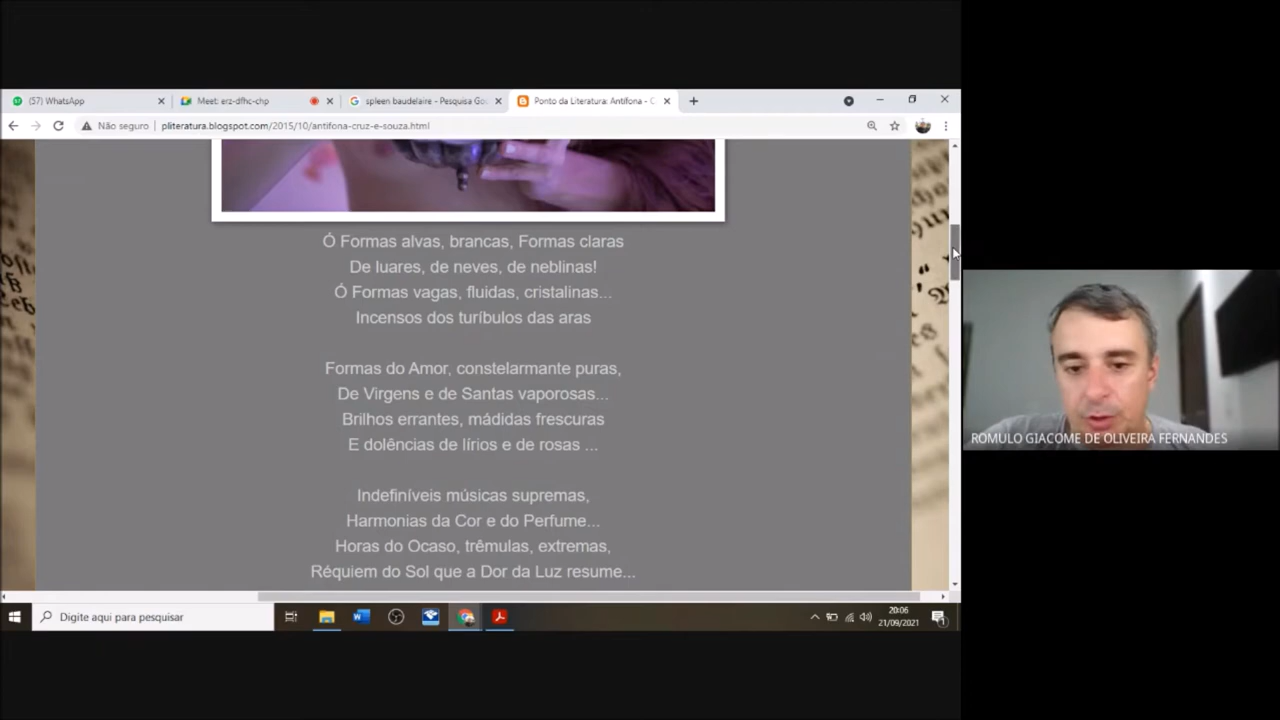 (57) WhatsApp
Meet: erz-dfhc-chp
spleen baudelaire - Pesquisa Goo
Ponto da Literatura: Antífona - C
Não seguro
pliteratura.blogspot.com/2015/10/antifona-cruz-e-souza.html
Ó Formas alvas, brancas, Formas claras
De luares, de neves, de neblinas!
Ó Formas vagas, fluidas, cristalinas...
Incensos dos turíbulos das aras
Formas do Amor, constelarmante puras,
De Virgens e de Santas vaporosas...
Brilhos errantes, mádidas frescuras
E dolências de lírios e de rosas ...
Indefiníveis músicas supremas,
Harmonias da Cor e do Perfume...
Horas do Ocaso, trêmulas, extremas,
Réquiem do Sol que a Dor da Luz resume...
ROMULO GIACOME DE OLIVEIRA FERNANDES
Digite aqui para pesquisar
20:06
21/09/2021